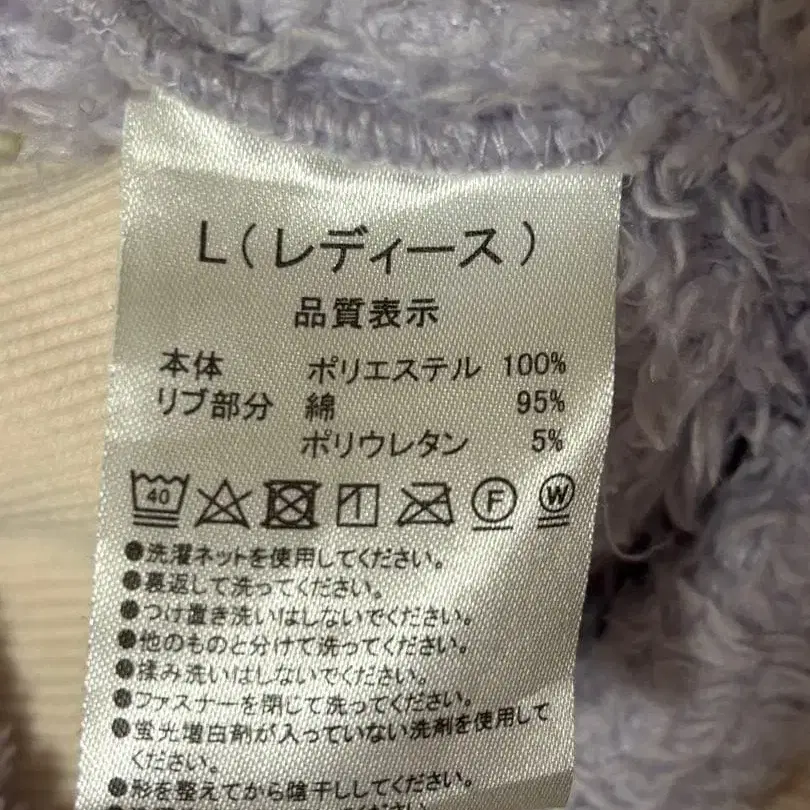 L(レディース)
品質表示
本体 ポリエステル 100%
リブ部分 綿 95%
ポリウレタン 5%
40 F W
●洗濯ネットを使用してください。
●裏返して洗ってください。
●つけ置き洗いはしないでください。
●他のものと分けて洗ってください。
●揉み洗いはしないでください。
●ファスナーを閉じて洗ってください。
●蛍光増白剤が入っていない洗剤を使用して
ください。
●形を整えてから陰干ししてください。